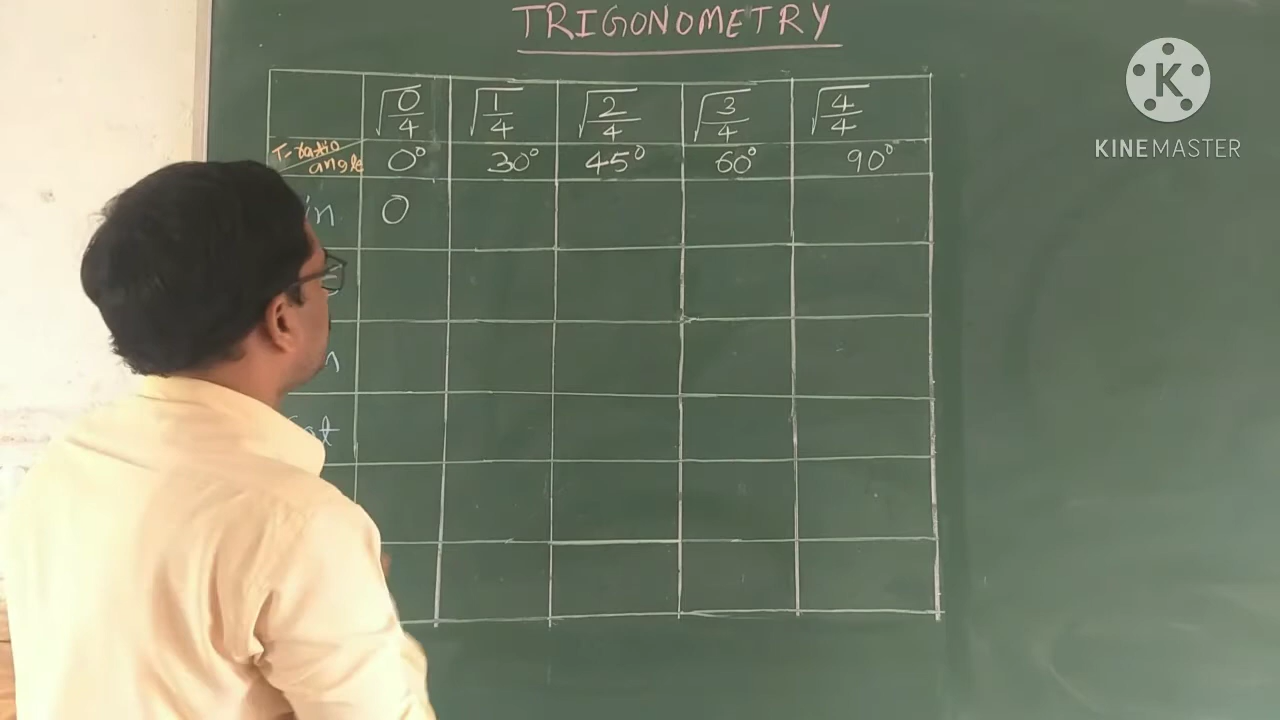 TRIGONOMETRY
√0/4 √1/4 √2/4 √3/4 √4/4
T-ratio
angle
0° 30° 45° 60° 90°
0
KINEMASTER